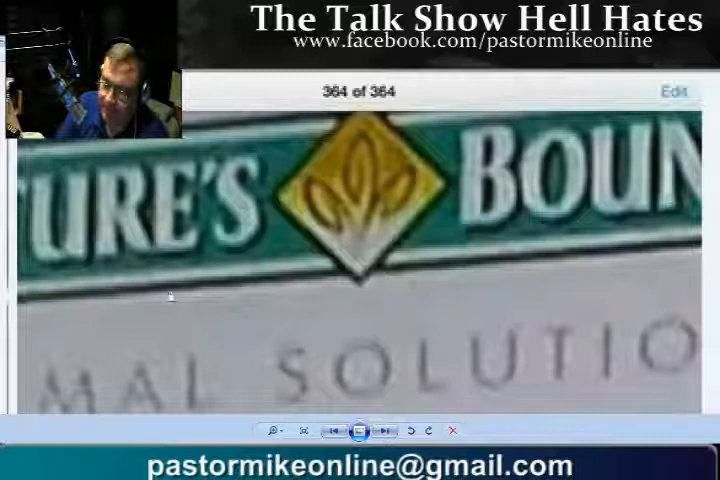 The Talk Show Hell Hates
www.facebook.com/pastormikeonline
364 of 364
Edit
TURE'S BOUN
MAL SOLUTIO
pastormikeonline@gmail.com